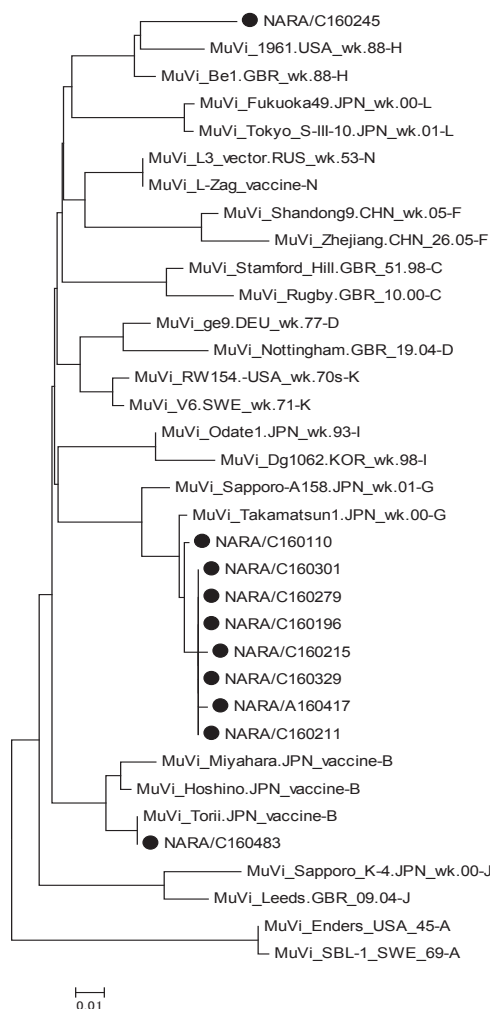 NARA/C160245
MuVi_1961.USA_wk.88-H
MuVi_Be1.GBR_wk.88-H
MuVi_Fukuoka49.JPN_wk.00-L
MuVi_Tokyo_S-III-10.JPN_wk.01-L
MuVi_L3_vector.RUS_wk.53-N
MuVi_L-Zag_vaccine-N
MuVi_Shandong9.CHN_wk.05-F
MuVi_Zhejiang.CHN_26.05-F
MuVi_Stamford_Hill.GBR_51.98-C
MuVi_Rugby.GBR_10.00-C
MuVi_ge9.DEU_wk.77-D
MuVi_Nottingham.GBR_19.04-D
MuVi_RW154.-USA_wk.70s-K
MuVi_V6.SWE_wk.71-K
MuVi_Odate1.JPN_wk.93-I
MuVi_Dg1062.KOR_wk.98-I
MuVi_Sapporo-A158.JPN_wk.01-G
MuVi_Takamatsun1.JPN_wk.00-G
NARA/C160110
NARA/C160301
NARA/C160279
NARA/C160196
NARA/C160215
NARA/C160329
NARA/A160417
NARA/C160211
MuVi_Miyahara.JPN_vaccine-B
MuVi_Hoshino.JPN_vaccine-B
MuVi_Torii.JPN_vaccine-B
NARA/C160483
MuVi_Sapporo_K-4.JPN_wk.00-J
MuVi_Leeds.GBR_09.04-J
MuVi_Enders_USA_45-A
MuVi_SBL-1_SWE_69-A
0.01